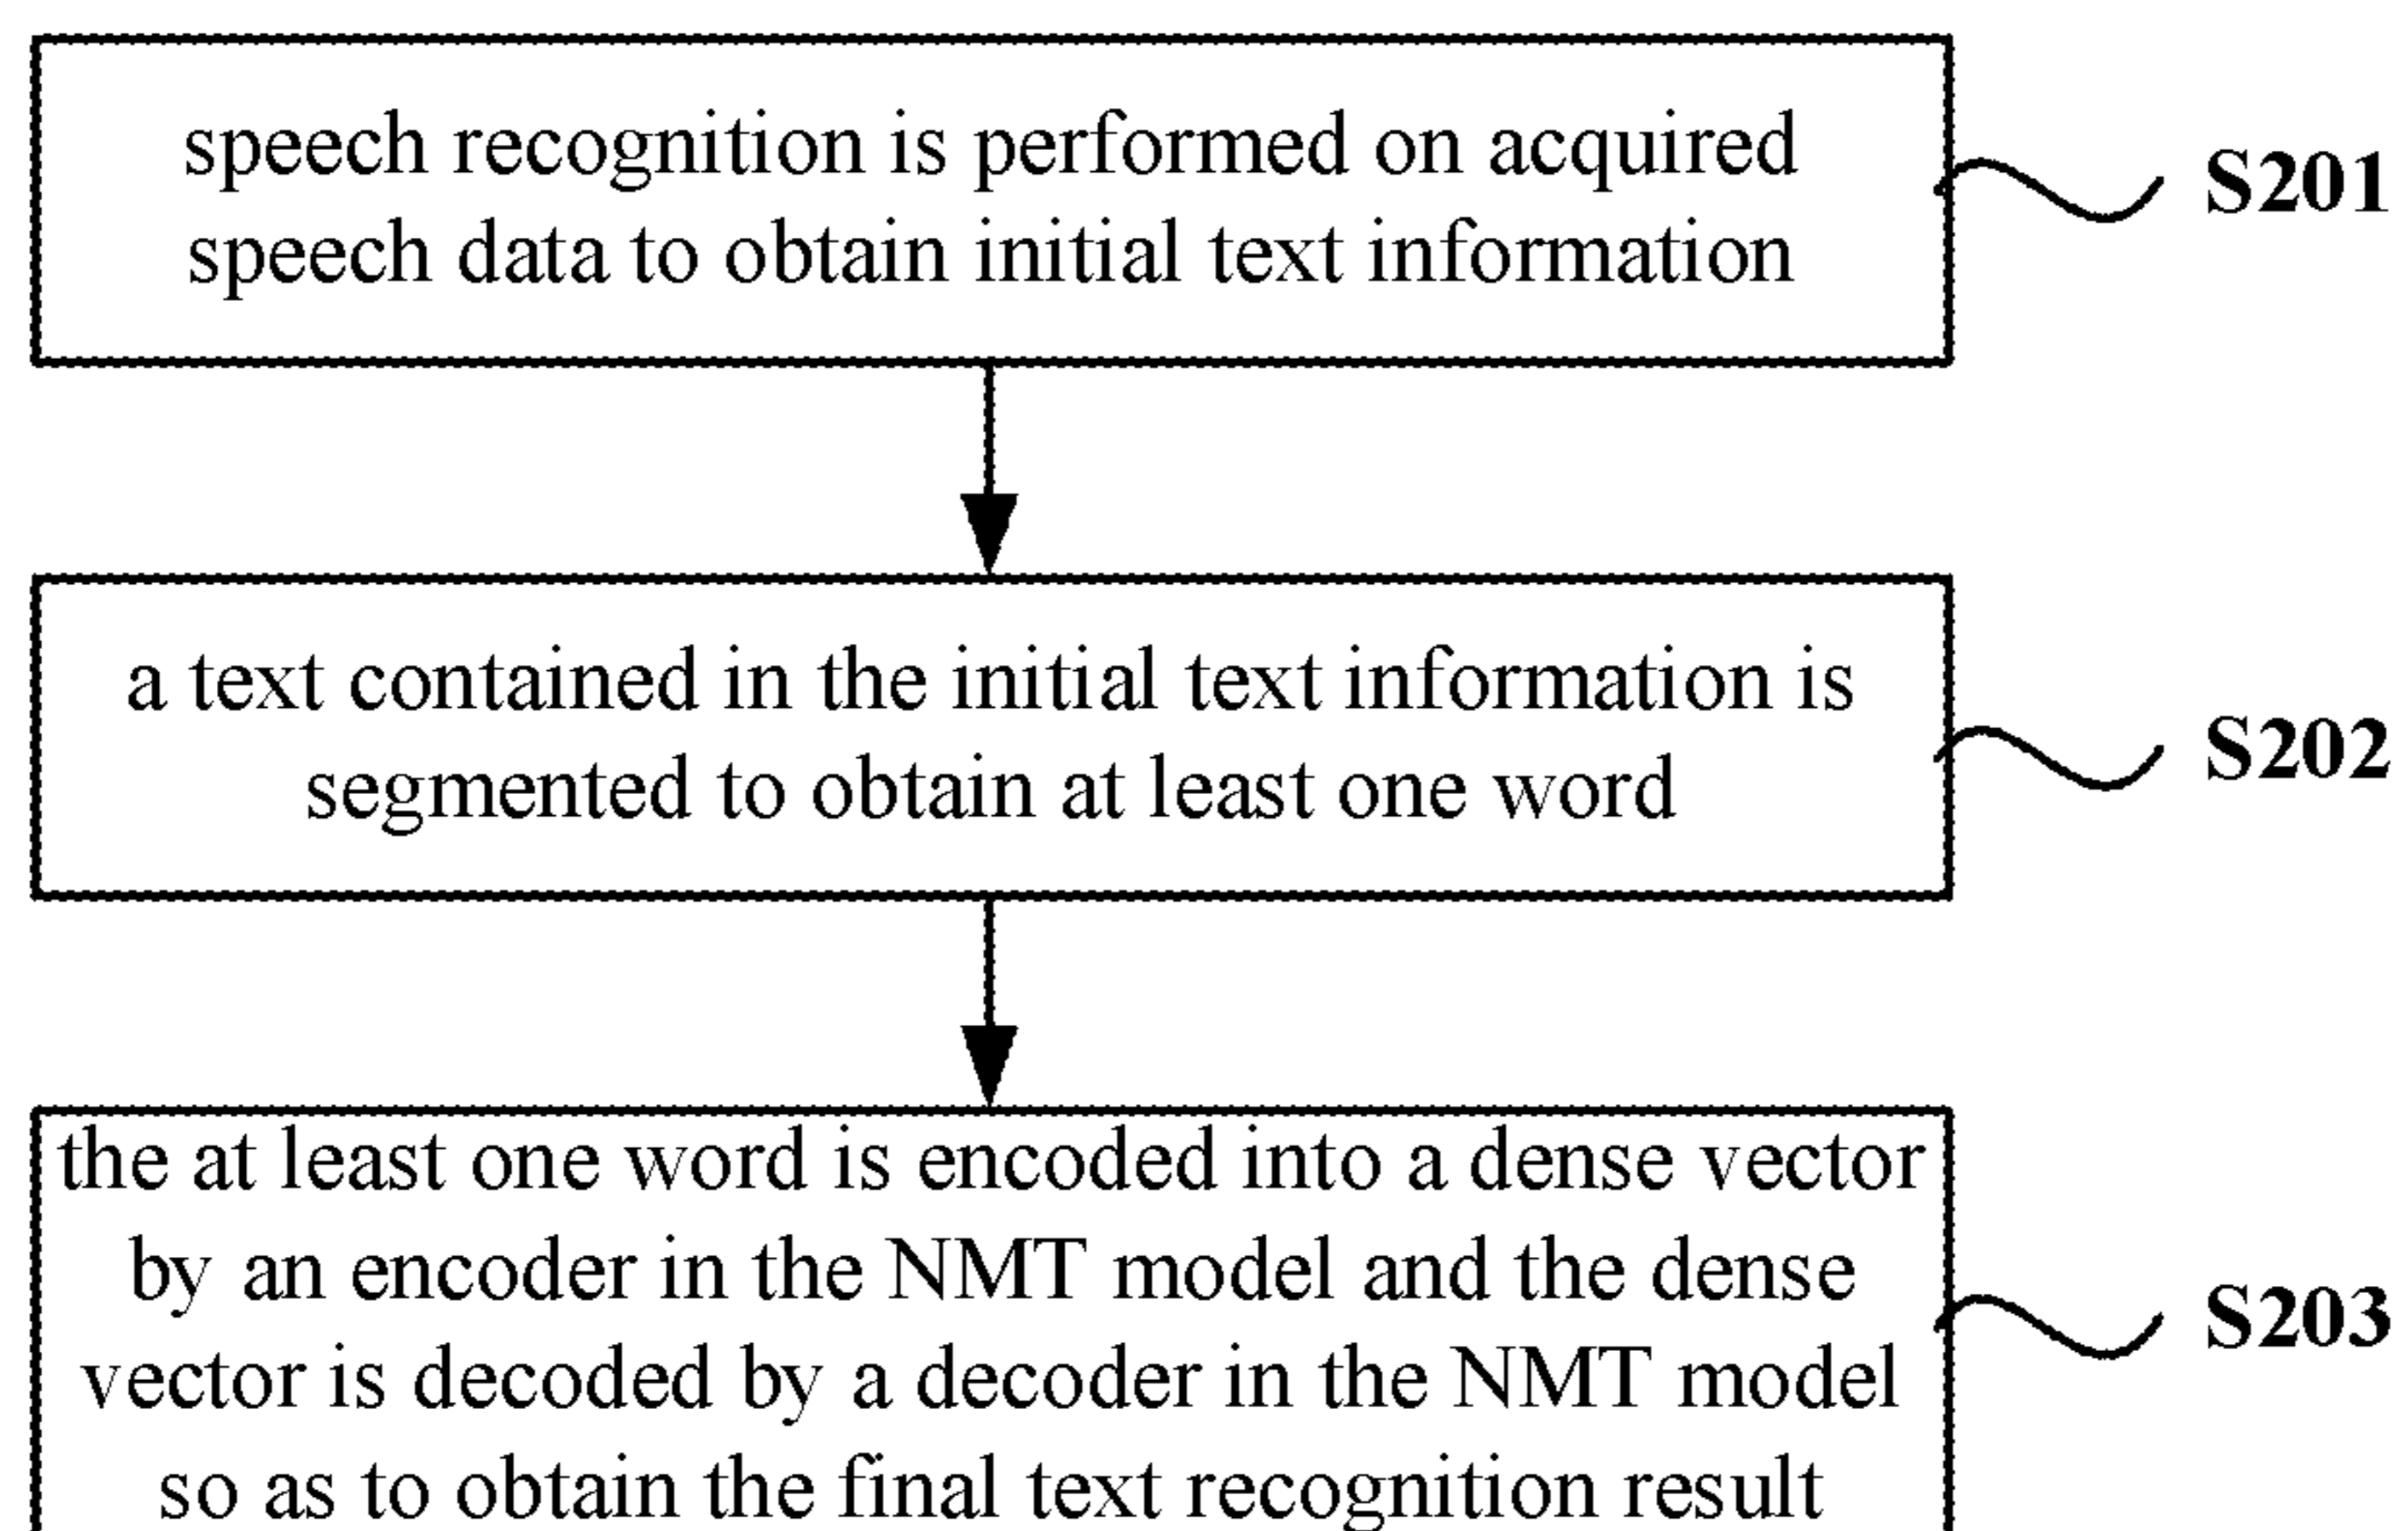 speech recognition is performed on acquired
speech data to obtain initial text information
S201
a text contained in the initial text information is
segmented to obtain at least one word
S202
the at least one word is encoded into a dense vector
by an encoder in the NMT model and the dense
vector is decoded by a decoder in the NMT model
so as to obtain the final text recognition result
S203